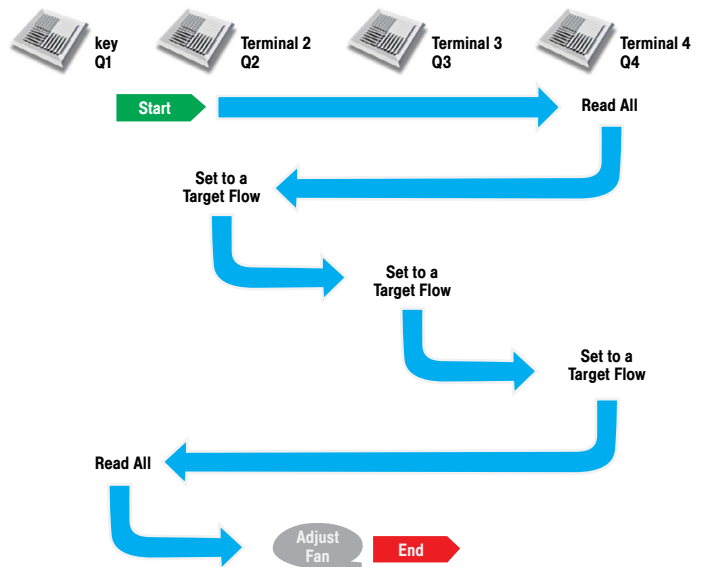 key
Q1
Terminal 2
Q2
Terminal 3
Q3
Terminal 4
Q4
Start
Read All
Set to a
Target Flow
Set to a
Target Flow
Set to a
Target Flow
Read All
Adjust
Fan
End